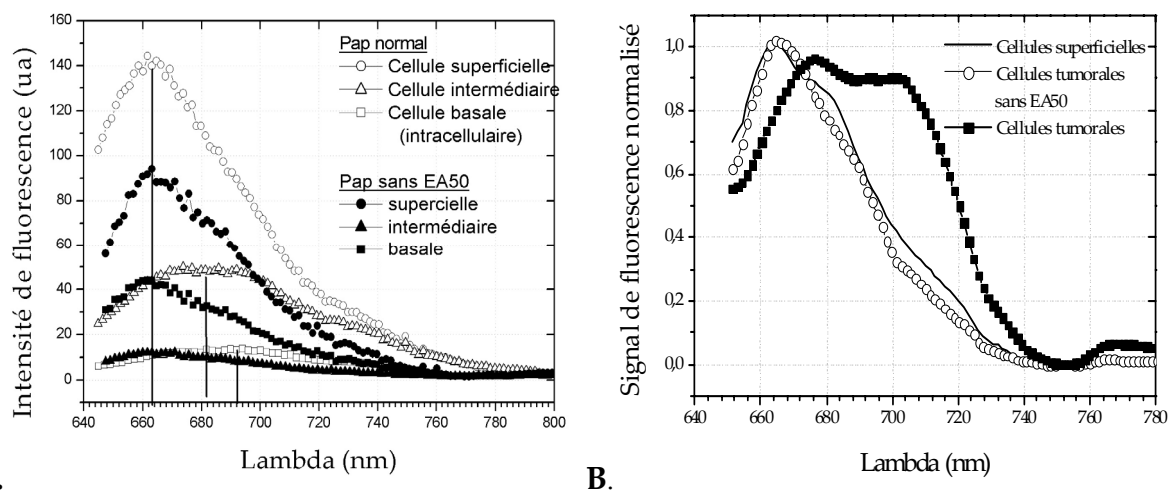 Intensité de fluorescence (ua)
160
140
120
100
80
60
40
20
0
Pap normal
Cellule superficielle
Cellule intermédiaire
Cellule basale
(intracellulaire)
Pap sans EA50
supercielle
intermédiaire
basale
640 660 680 700 720 740 760 780 800
Lambda (nm)
.
Signal de fluorescence normalisé
1,0
0,8
0,6
0,4
0,2
0,0
Cellules superficielles
Cellules tumorales
sans EA50
Cellules tumorales
640 660 680 700 720 740 760 780
Lambda (nm)
B.